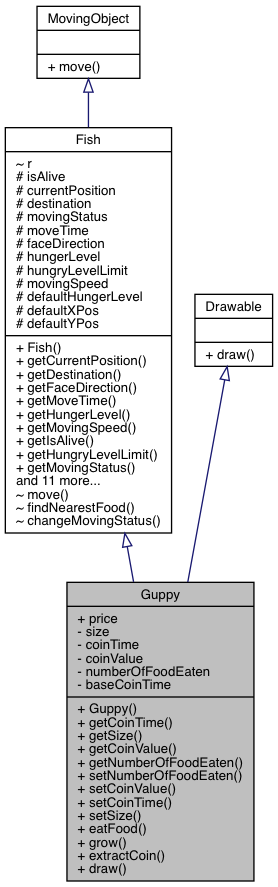 MovingObject
+ move()
Fish
~ r
# isAlive
# currentPosition
# destination
# movingStatus
# moveTime
# faceDirection
# hungerLevel
# hungryLevelLimit
# movingSpeed
# defaultHungerLevel
# defaultXPos
# defaultYPos
+ Fish()
+ getCurrentPosition()
+ getDestination()
+ getFaceDirection()
+ getMoveTime()
+ getHungerLevel()
+ getMovingSpeed()
+ getIsAlive()
+ getHungryLevelLimit()
+ getMovingStatus()
and 11 more...
~ move()
~ findNearestFood()
~ changeMovingStatus()
Drawable
+ draw()
Guppy
+ price
- size
- coinTime
- coinValue
- numberOfFoodEaten
- baseCoinTime
+ Guppy()
+ getCoinTime()
+ getSize()
+ getCoinValue()
+ getNumberOfFoodEaten()
+ setNumberOfFoodEaten()
+ setCoinValue()
+ setCoinTime()
+ setSize()
+ eatFood()
+ grow()
+ extractCoin()
+ draw()